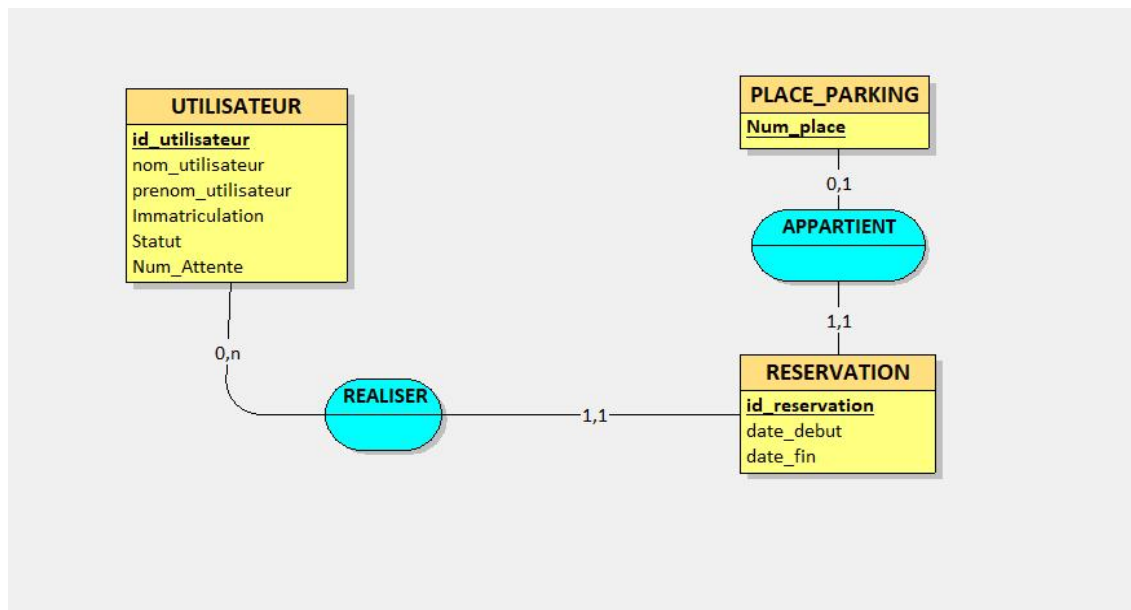 UTILISATEUR
id_utilisateur
nom_utilisateur
prenom_utilisateur
Immatriculation
Statut
Num_Attente
PLACE_PARKING
Num_place
0,1
APPARTIENT
1,1
RESERVATION
id_reservation
date_debut
date_fin
0,n
REALISER
1,1